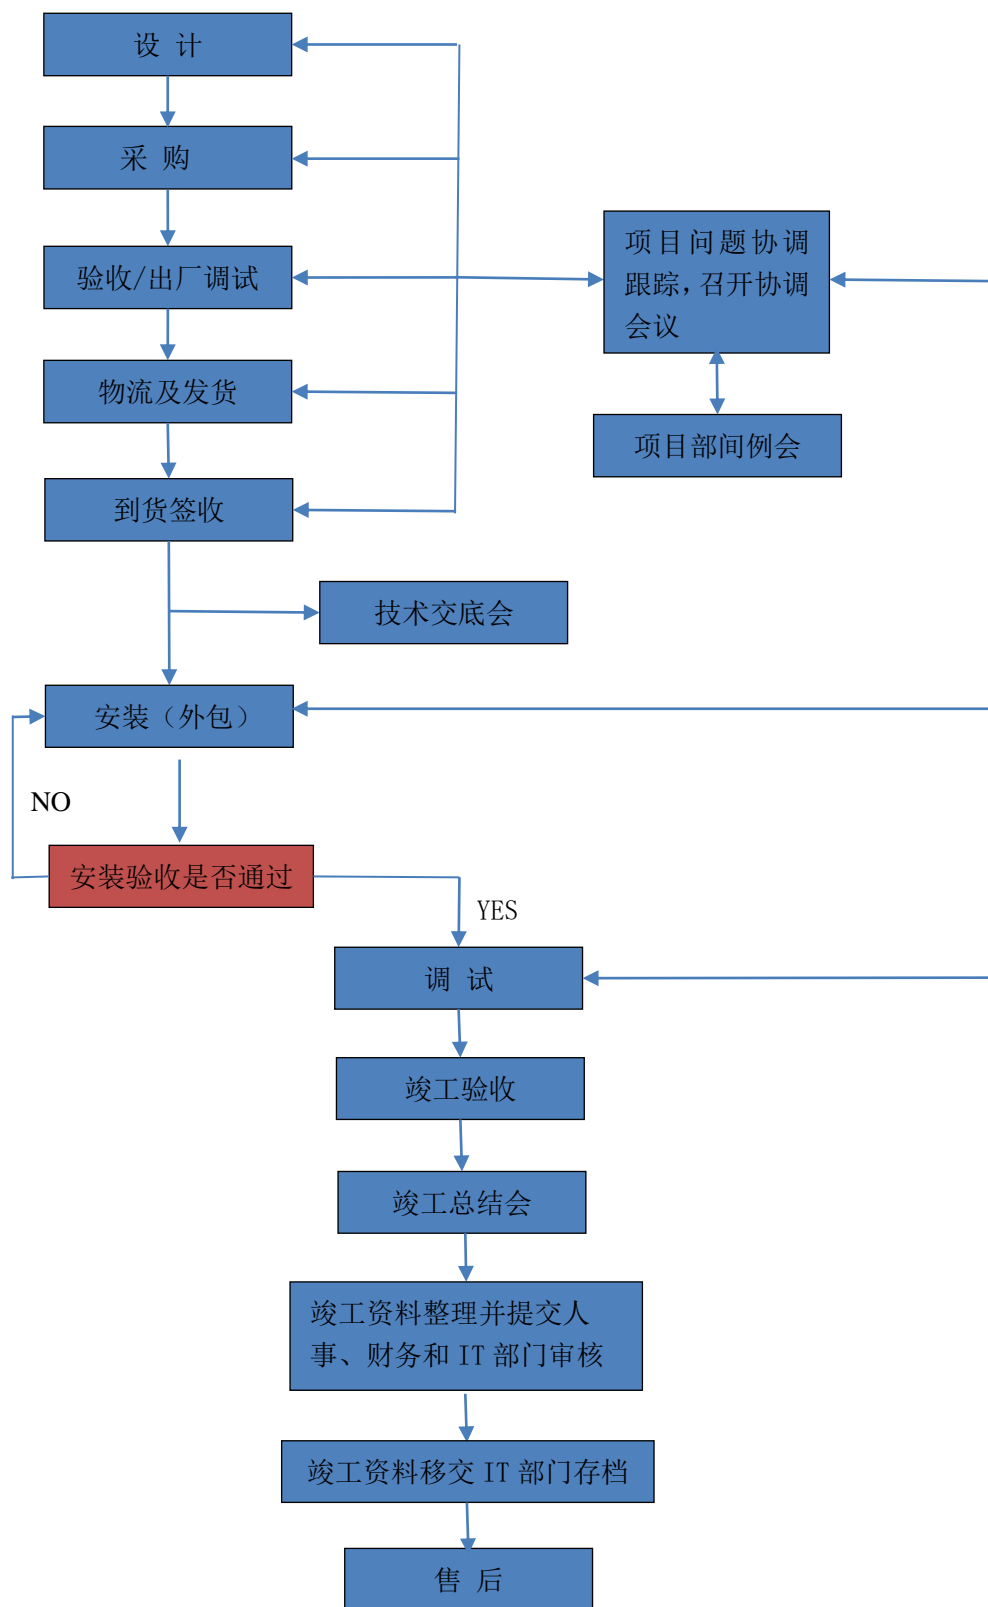 设 计
采 购
验收/出厂调试
项目问题协调
跟踪，召开协调
会议
物流及发货
项目部间例会
到货签收
技术交底会
安装（外包）
NO
安装验收是否通过
YES
调 试
竣工验收
竣工总结会
竣工资料整理并提交人
事、财务和 IT 部门审核
竣工资料移交 IT 部门存档
售 后